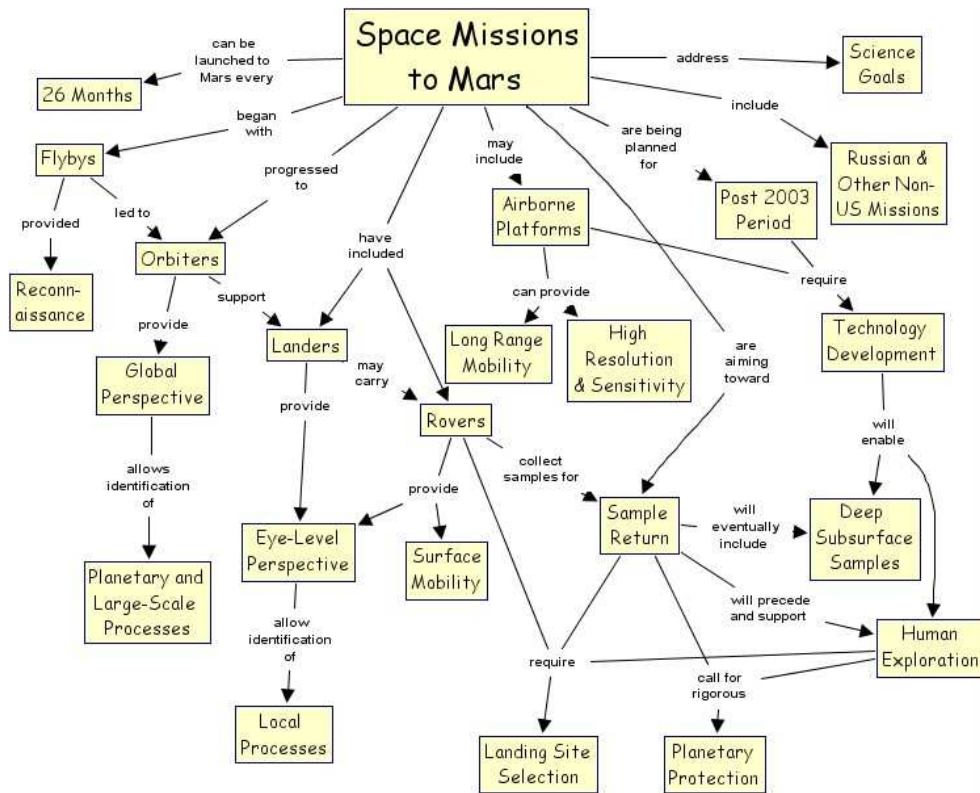 Space Missions
to Mars
can be
launched to
Mars every
26 Months
address
Science
Goals
began
with
Flybys
include
Russian &
Other Non-
US Missions
may
include
are being
planned
for
progressed
to
Airborne
Platforms
Post 2003
Period
provided
led to
Orbiters
have
included
Reconn-
aissance
support
require
provide
can provide
Landers
Long Range
Mobility
High
Resolution
& Sensitivity
Technology
Development
are
aiming
toward
Global
Perspective
may
carry
provide
Rovers
will
enable
allows
identification
of
collect
samples for
provide
Eye-Level
Perspective
Surface
Mobility
Sample
Return
will
eventually
include
Deep
Subsurface
Samples
Planetary and
Large-Scale
Processes
allow
identification
of
will precede
and support
Human
Exploration
require
call for
rigorous
Local
Processes
Landing Site
Selection
Planetary
Protection